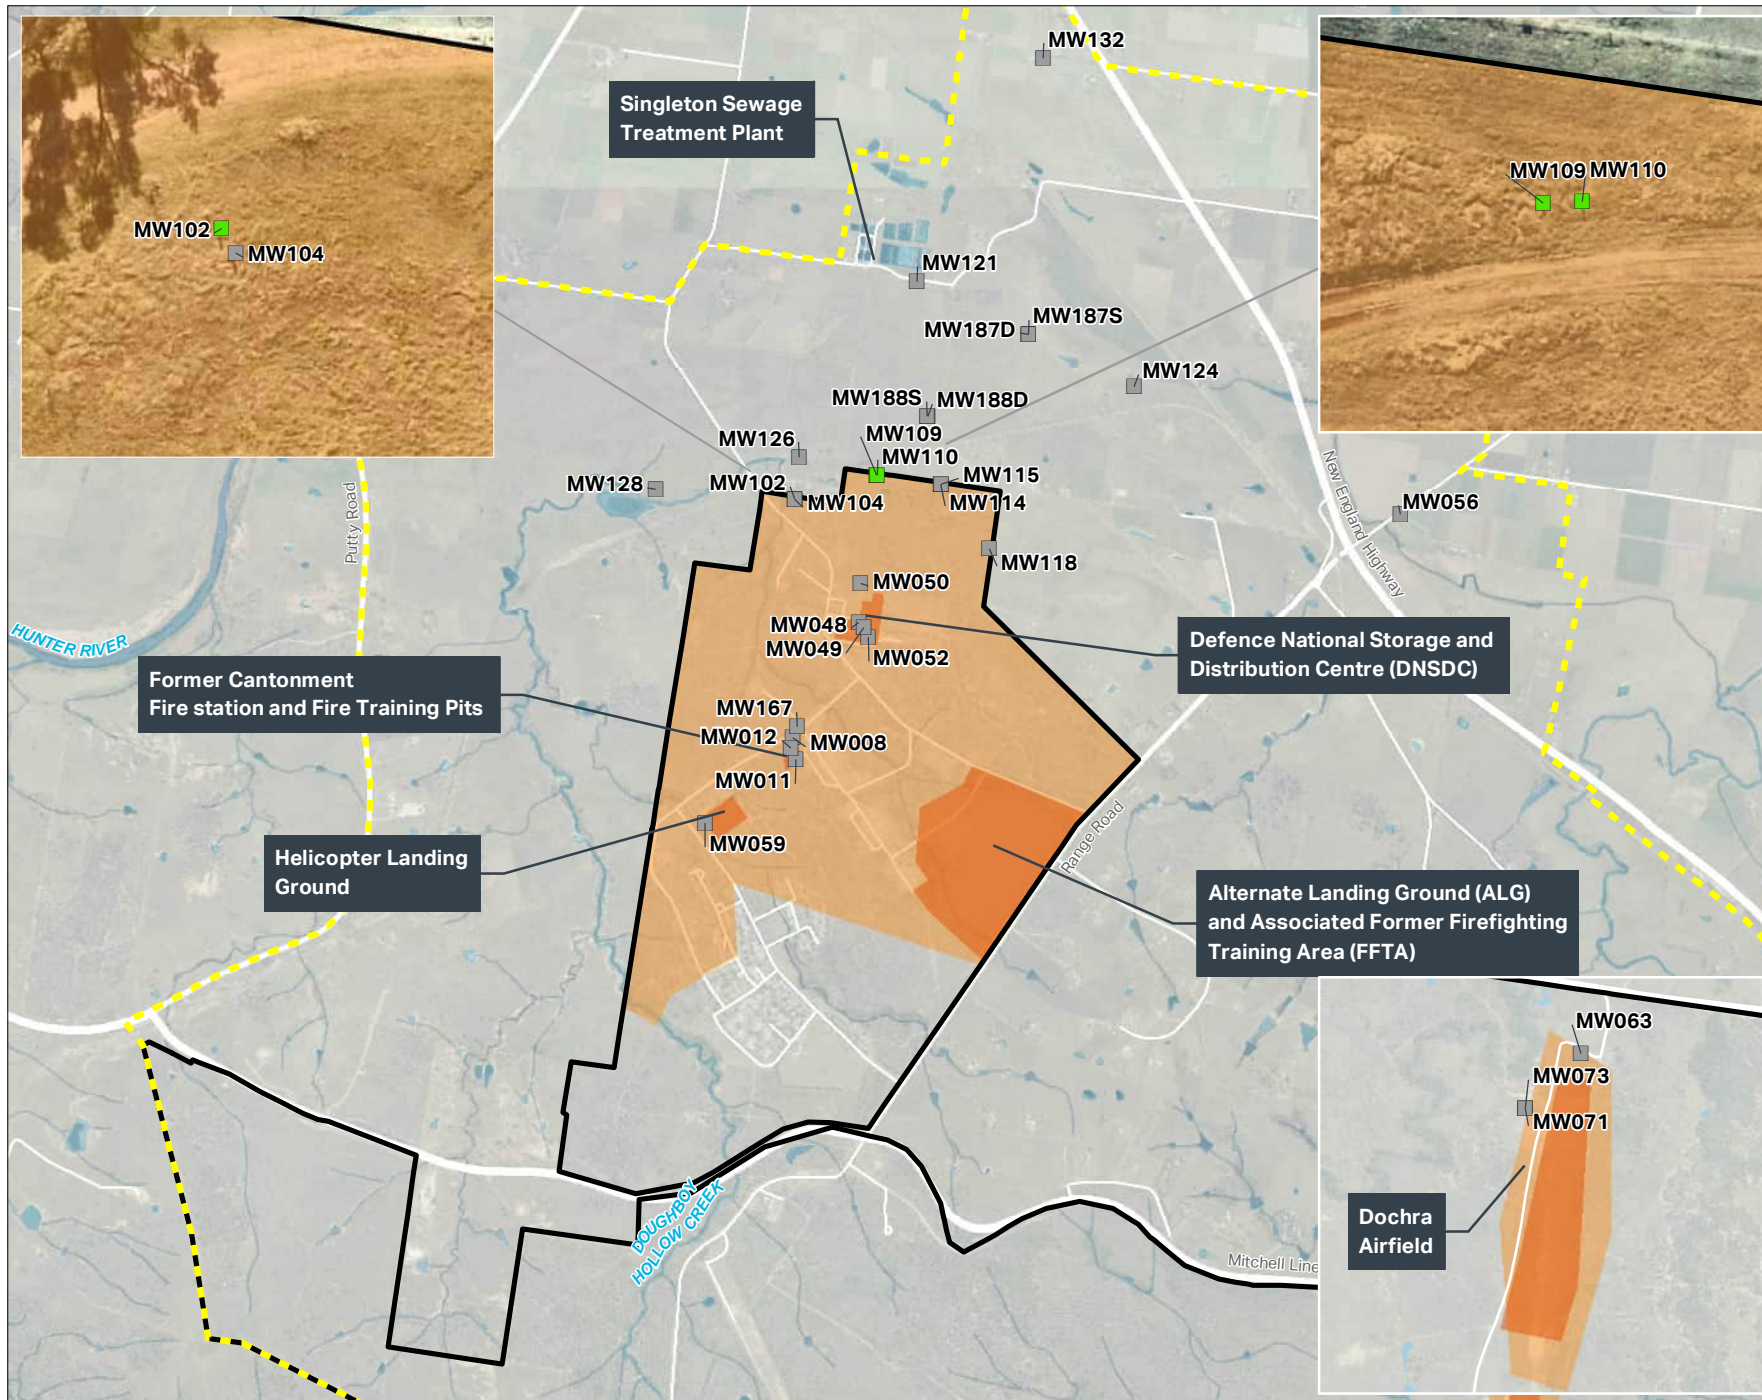 MW132
Singleton Sewage
Treatment Plant
MW109
MW110
MW102
MW104
MW121
MW187S
MW187D
MW124
MW188S
MW188D
MW109
MW126
MW110
MW115
MW128
MW102
MW104
MW114
MW056
Putty Road
New England Highway
MW118
MW050
HUNTER RIVER
MW048
MW049
MW052
Defence National Storage and
Distribution Centre (DNSDC)
Former Cantonment
Fire station and Fire Training Pits
MW167
MW012
MW008
MW011
MW059
Range Road
Helicopter Landing
Ground
Alternate Landing Ground (ALG)
and Associated Former Firefighting
Training Area (FFTA)
MW063
MW073
MW071
Dochra
Airfield
DOUGHBOY
HOLLOW CREEK
Mitchell Line